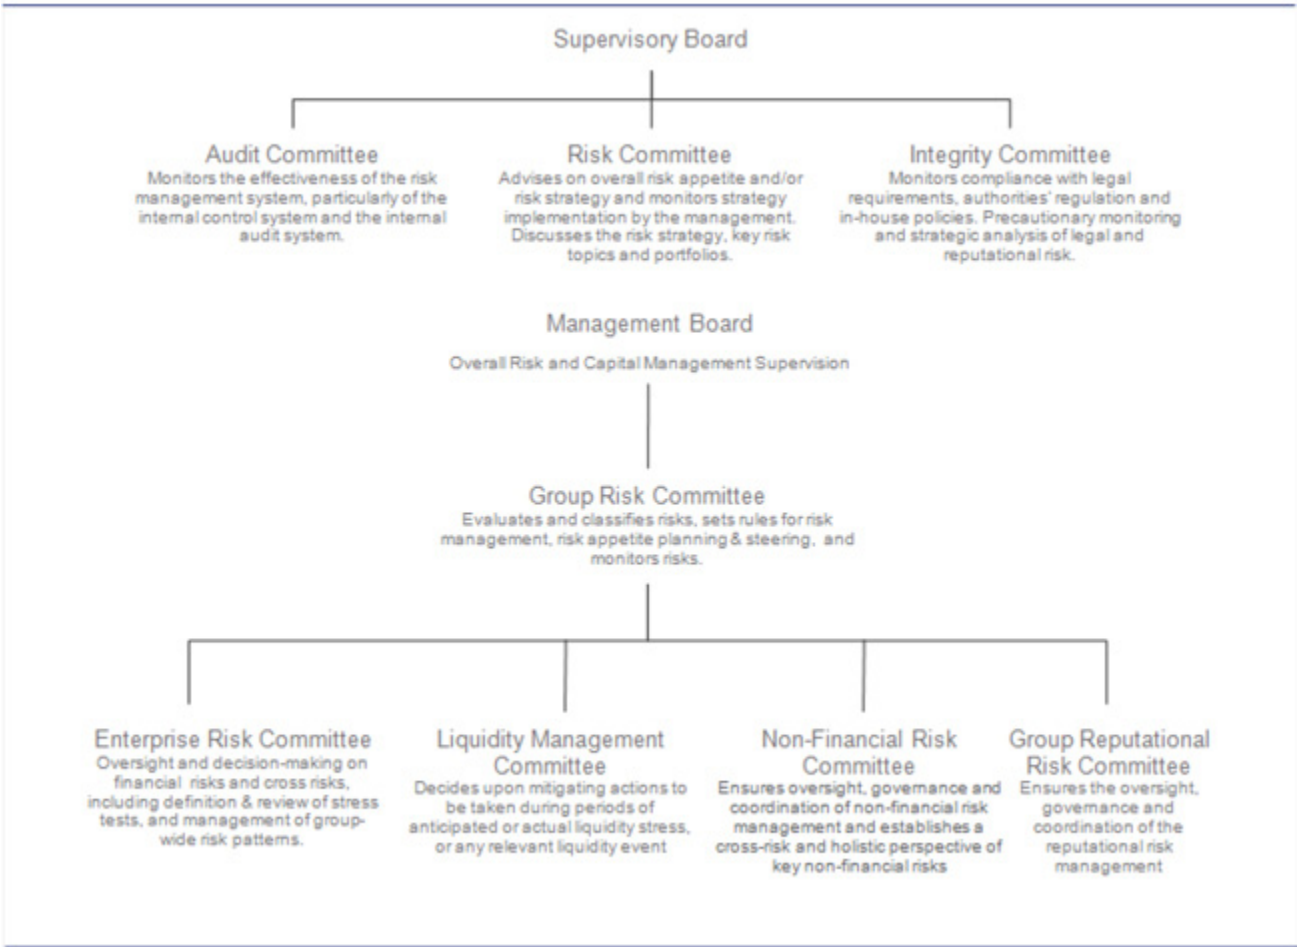 Supervisory Board
Audit Committee
Monitors the effectiveness of the risk
management system, particularly of the
internal control system and the internal
audit system.
Risk Committee
Advises on overall risk appetite and/or
risk strategy and monitors strategy
implementation by the management.
Discusses the risk strategy, key risk
topics and portfolios.
Integrity Committee
Monitors compliance with legal
requirements, authorities' regulation and
in-house policies. Precautionary monitoring
and strategic analysis of legal and
reputational risk.
Management Board
Overall Risk and Capital Management Supervision
Group Risk Committee
Evaluates and classifies risks, sets rules for risk
management, risk appetite planning & steering, and
monitors risks.
Enterprise Risk Committee
Oversight and decision-making on
financial risks and cross risks,
including definition & review of stress
tests, and management of group-
wide risk patterns.
Liquidity Management
Committee
Decides upon mitigating actions to
be taken during periods of
anticipated or actual liquidity stress,
or any relevant liquidity event
Non-Financial Risk
Committee
Ensures oversight, governance and
coordination of non-financial risk
management and establishes a
cross-risk and holistic perspective of
key non-financial risks
Group Reputational
Risk Committee
Ensures the oversight,
governance and
coordination of the
reputational risk
management